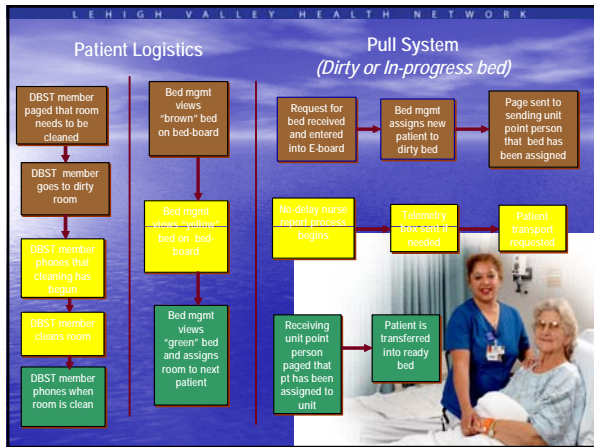 LEHIGH VALLEY HEALTH NETWORK
Patient Logistics
Pull System
(Dirty or In-progress bed)
DBST member
paged that room
needs to be
cleaned
DBST member
goes to dirty
room
DBST member
phones that
cleaning has
begun
DBST member
cleans room
DBST member
phones when
room is clean
Bed mgmt
views
"brown" bed
on bed-board
Bed mgmt
views "yellow"
bed on bed-
board
Bed mgmt
views
"green" bed
and assigns
room to next
patient
Request for
bed received
and entered
into E-board
Bed mgmt
assigns new
patient to
dirty bed
Page sent to
sending unit
point person
that bed has
been assigned
No-delay nurse
report process
begins
Telemetry
box sent if
needed
Patient
transport
requested
Receiving
unit point
person
paged that
pt has been
assigned to
unit
Patient is
transferred
into ready
bed